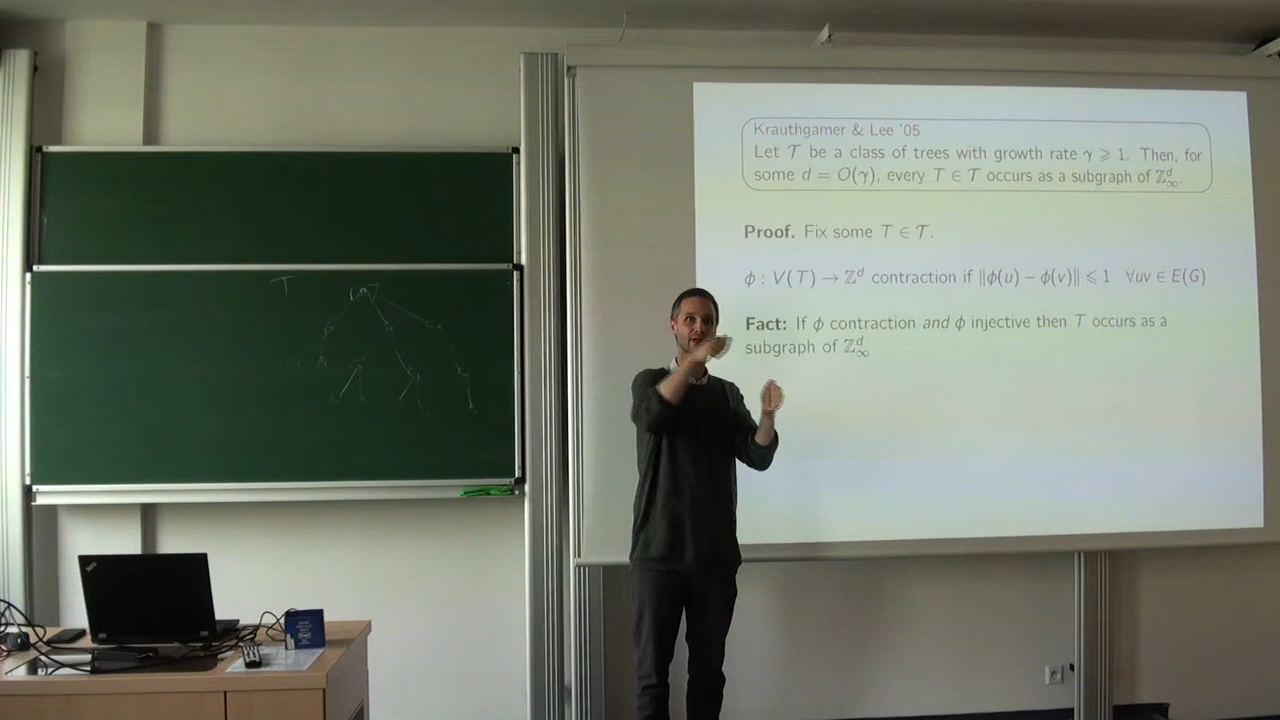 T
Krauthgamer & Lee '05
Let 𝒯 be a class of trees with growth rate γ ⩾ 1. Then, for
some d = O(γ), every T ∈ 𝒯 occurs as a subgraph of ℤ^d_∞.
Proof. Fix some T ∈ 𝒯.
ϕ : V(T) → ℤ^d contraction if ‖ϕ(u) − ϕ(v)‖ ⩽ 1 ∀uv ∈ E(G)
Fact: If ϕ contraction and ϕ injective then T occurs as a
subgraph of ℤ^d_∞